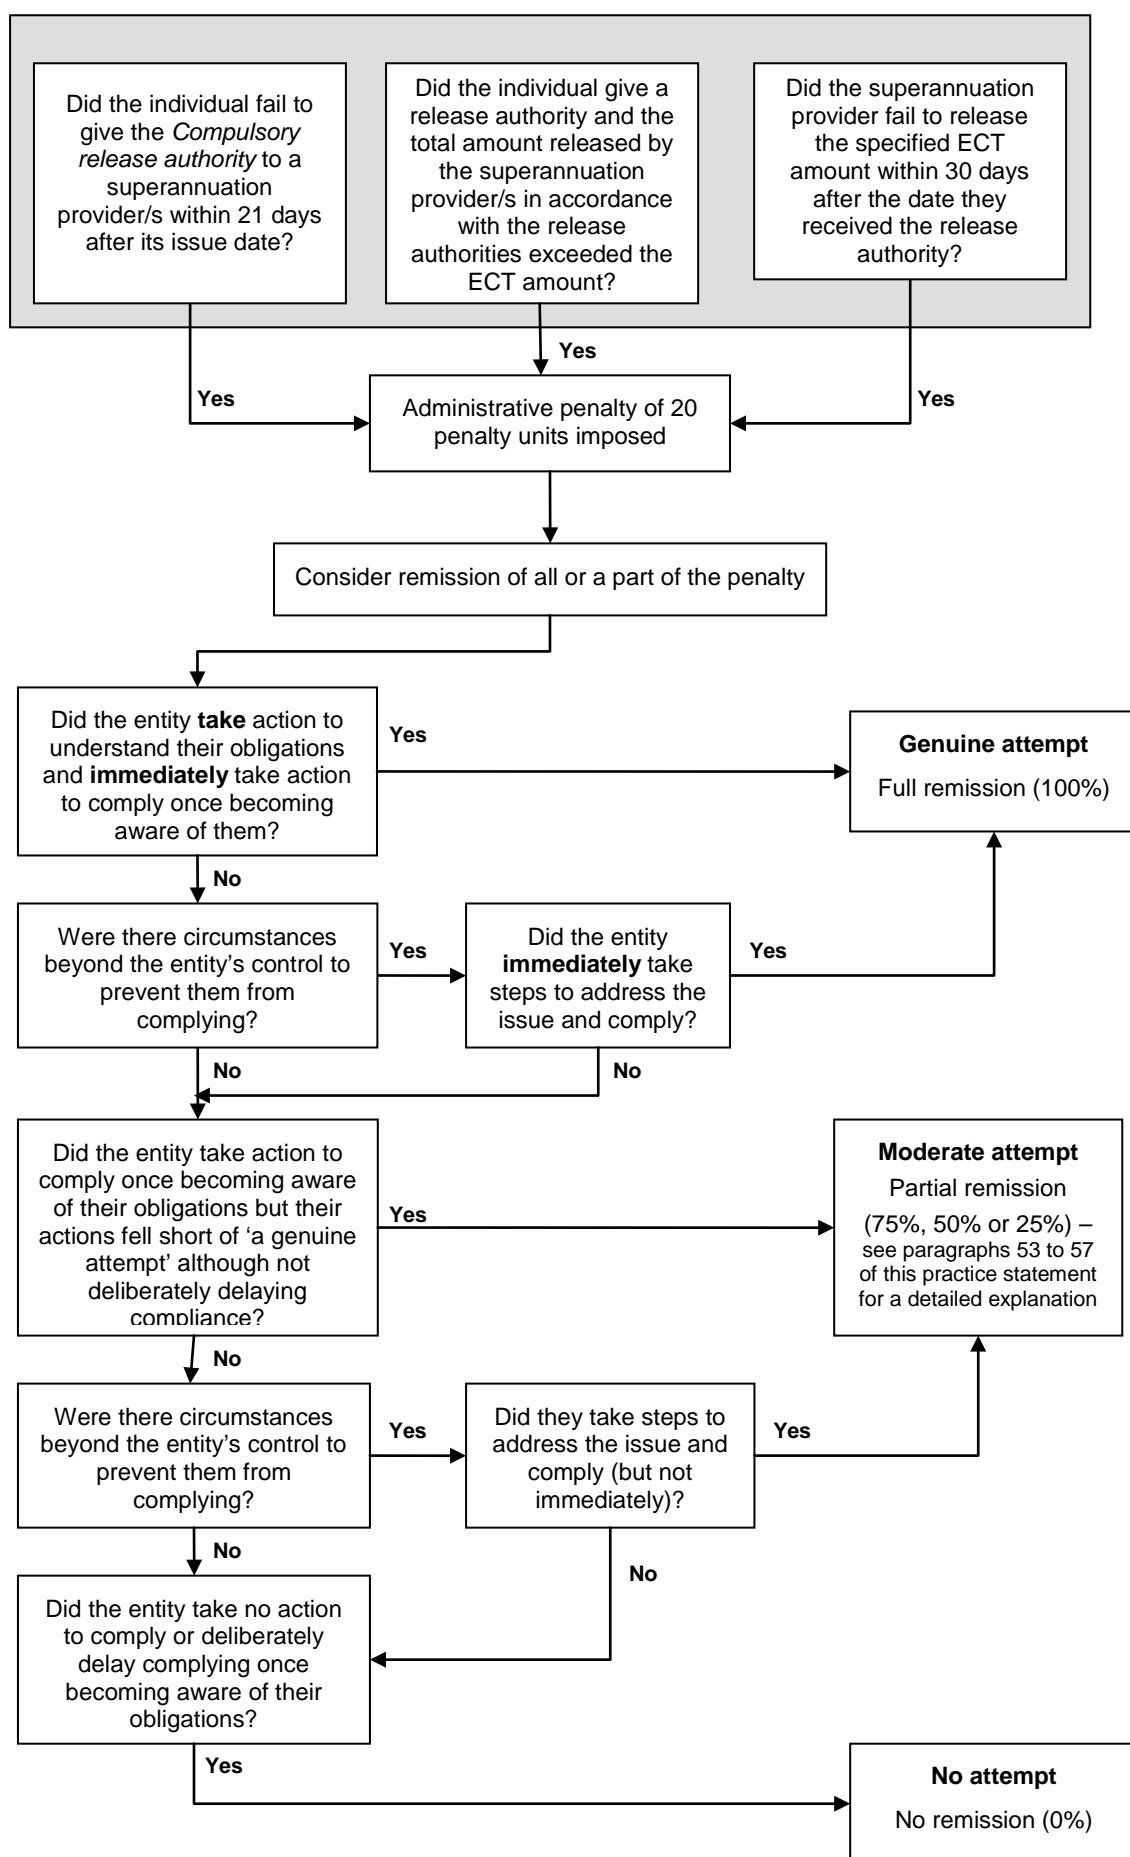 Did the individual fail to
give the Compulsory
release authority to a
superannuation
provider/s within 21 days
after its issue date?
Did the individual give a
release authority and the
total amount released by
the superannuation
provider/s in accordance
with the release
authorities exceeded the
ECT amount?
Did the superannuation
provider fail to release
the specified ECT
amount within 30 days
after the date they
received the release
authority?
Yes
Yes
Yes
Administrative penalty of 20
penalty units imposed
Consider remission of all or a part of the penalty
Did the entity take action to
understand their obligations
and immediately take action
to comply once becoming
aware of them?
Yes
Genuine attempt
Full remission (100%)
No
Were there circumstances
beyond the entity's control to
prevent them from
complying?
Yes
Did the entity
immediately take
steps to address the
issue and comply?
Yes
No
No
Did the entity take action to
comply once becoming aware
of their obligations but their
actions fell short of ‘a genuine
attempt’ although not
deliberately delaying
compliance?
Yes
Moderate attempt
Partial remission
(75%, 50% or 25%) –
see paragraphs 53 to 57
of this practice statement
for a detailed explanation
No
Were there circumstances
beyond the entity's control to
prevent them from
complying?
Yes
Did they take steps to
address the issue and
comply (but not
immediately)?
Yes
No
No
Did the entity take no action
to comply or deliberately
delay complying once
becoming aware of their
obligations?
Yes
No attempt
No remission (0%)